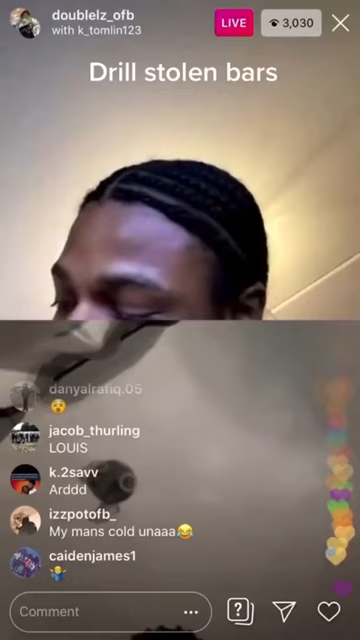 doublelz_ofb
with k_tomlin123
LIVE
3,030
Drill stolen bars
danyalrafiq.05
😵
jacob_thurling
LOUIS
k.2savv
Arddd
izzpotofb_
My mans cold unaaa😂
caidenjames1
🤷‍♂️
Comment